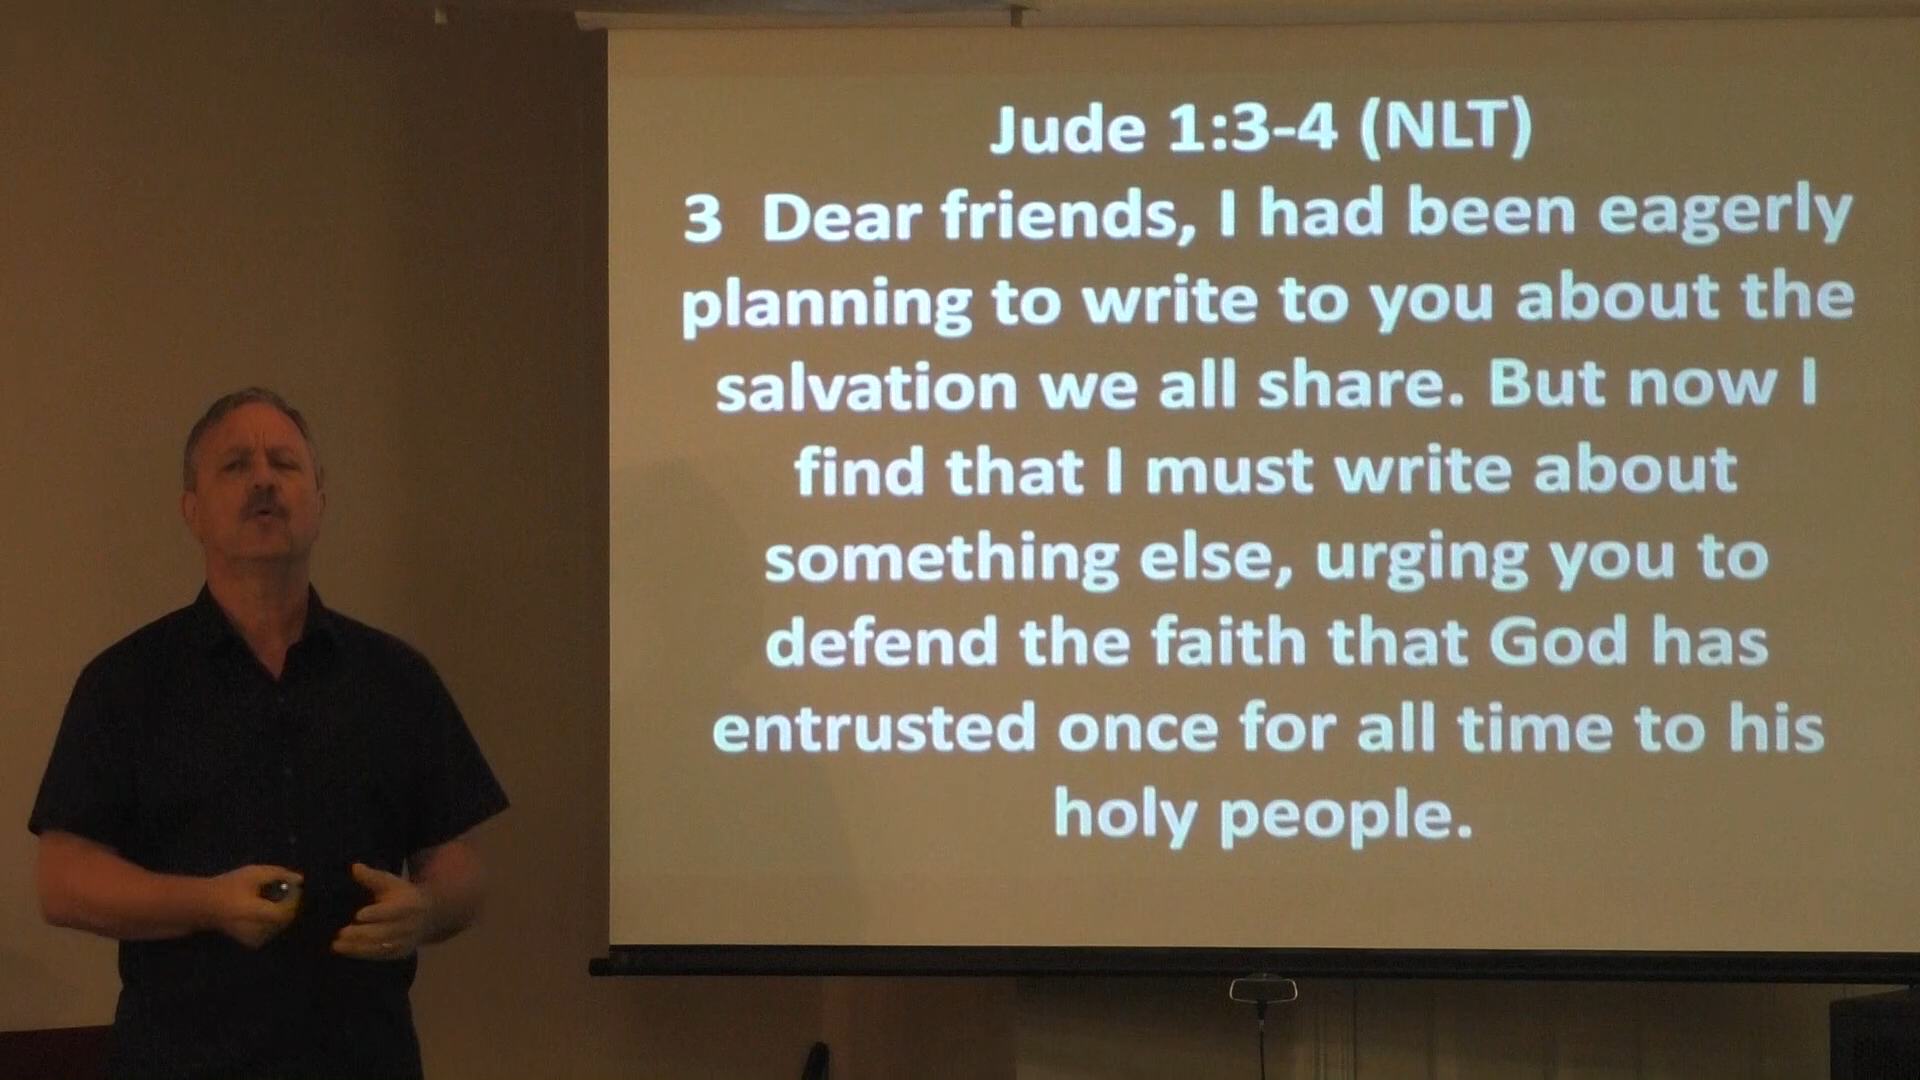 Jude 1:3-4 (NLT)
3 Dear friends, I had been eagerly
planning to write to you about the
salvation we all share. But now I
find that I must write about
something else, urging you to
defend the faith that God has
entrusted once for all time to his
holy people.